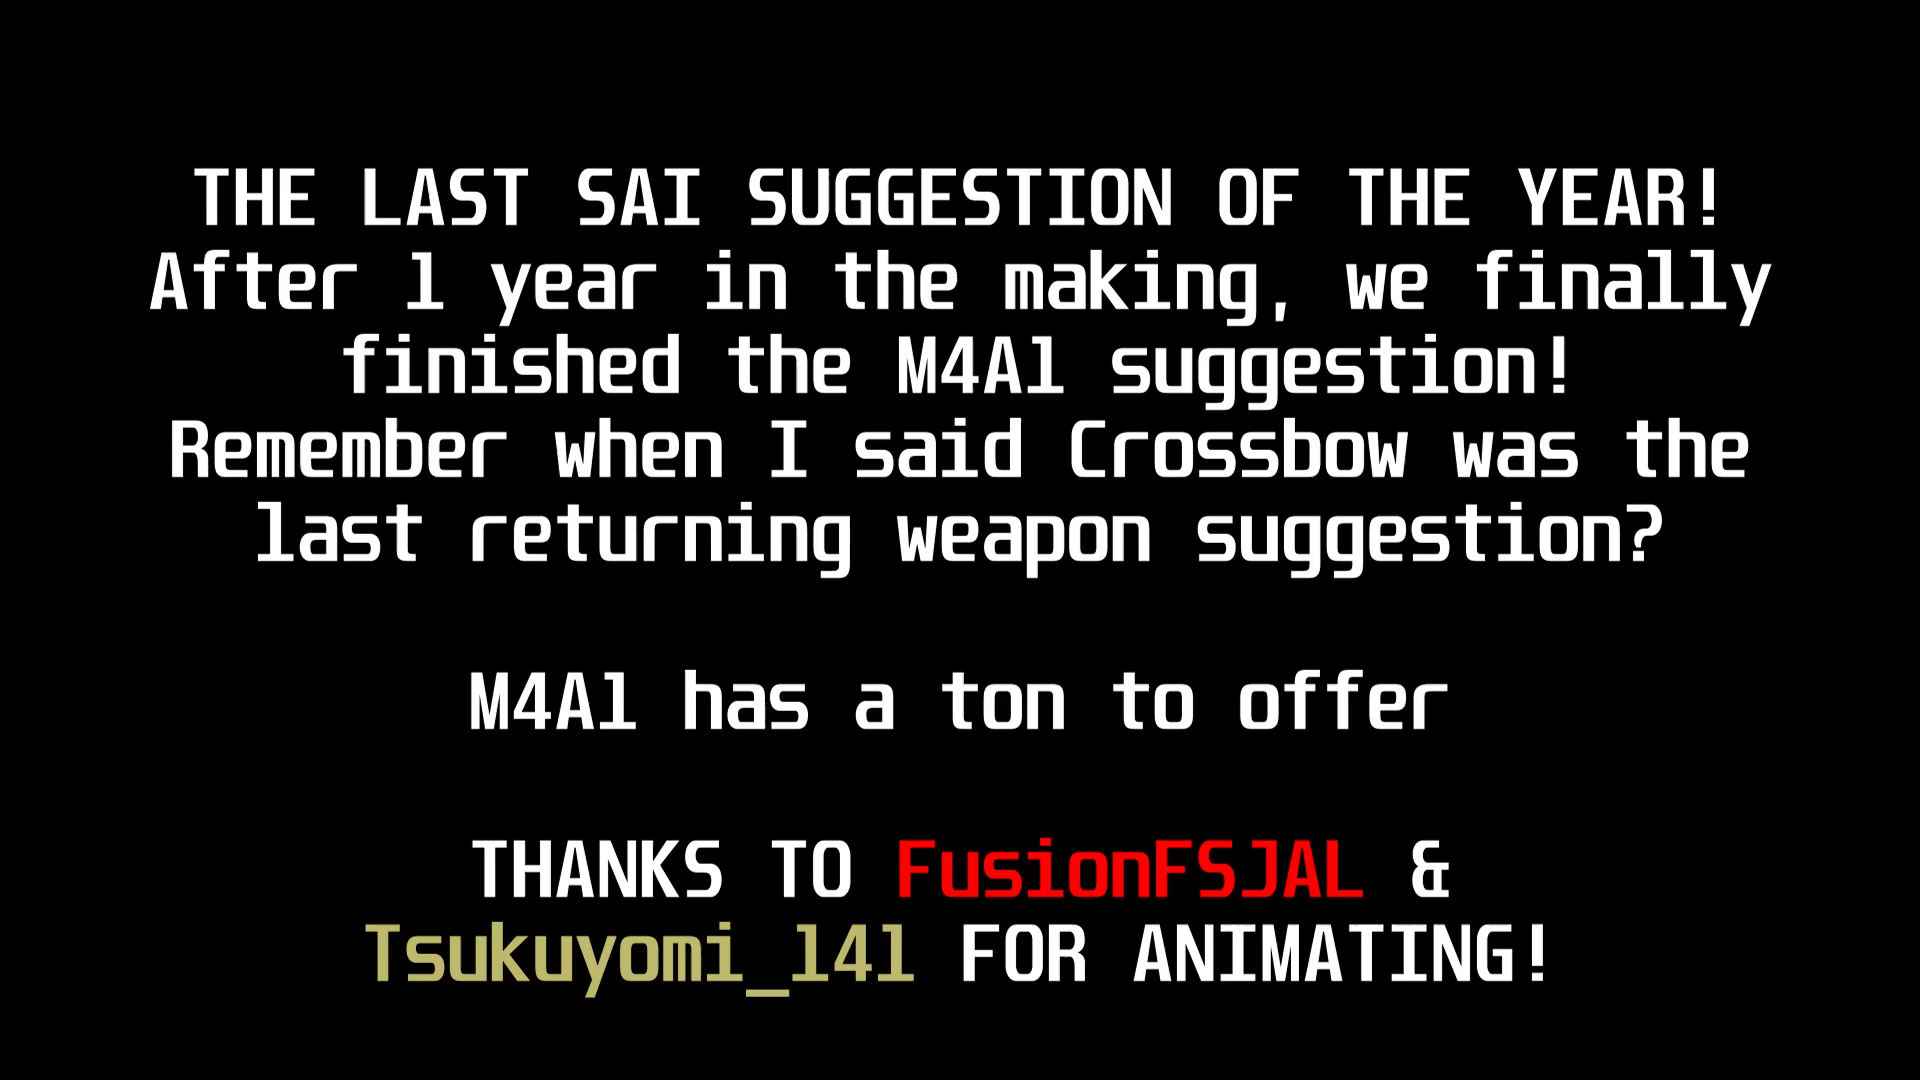 THE LAST SAI SUGGESTION OF THE YEAR!
After 1 year in the making, we finally
finished the M4A1 suggestion!
Remember when I said Crossbow was the
last returning weapon suggestion?
M4A1 has a ton to offer
THANKS TO FusionFSJAL &
Tsukuyomi_141 FOR ANIMATING!